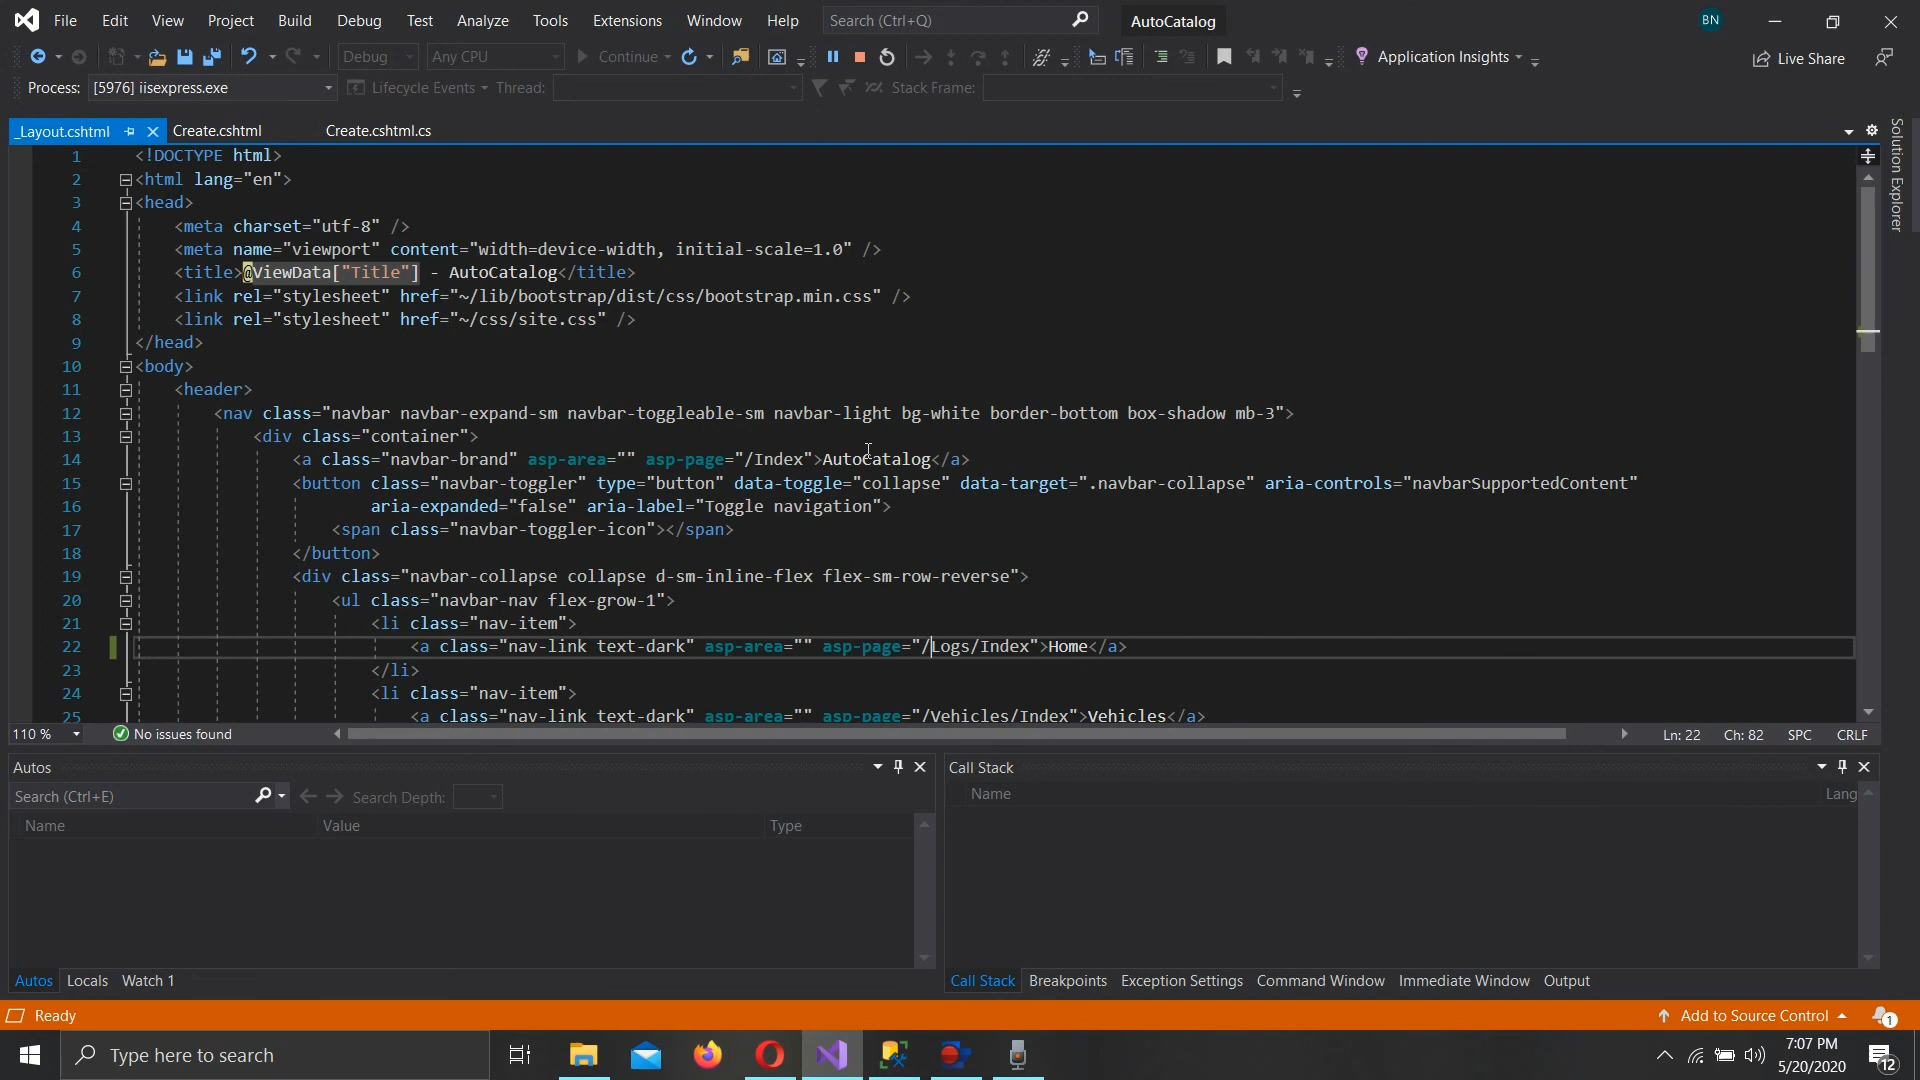 File Edit View Project Build Debug Test Analyze Tools Extensions Window Help Search (Ctrl+Q) AutoCatalog BN
Debug Any CPU Continue Application Insights Live Share
Process: [5976] iisexpress.exe Lifecycle Events Thread: Stack Frame:
_Layout.cshtml Create.cshtml Create.cshtml.cs
Solution Explorer
1 <!DOCTYPE html>
2 <html lang="en">
3 <head>
4 <meta charset="utf-8" />
5 <meta name="viewport" content="width=device-width, initial-scale=1.0" />
6 <title>@ViewData["Title"] - AutoCatalog</title>
7 <link rel="stylesheet" href="~/lib/bootstrap/dist/css/bootstrap.min.css" />
8 <link rel="stylesheet" href="~/css/site.css" />
9 </head>
10 <body>
11 <header>
12 <nav class="navbar navbar-expand-sm navbar-toggleable-sm navbar-light bg-white border-bottom box-shadow mb-3">
13 <div class="container">
14 <a class="navbar-brand" asp-area="" asp-page="/Index">AutoCatalog</a>
15 <button class="navbar-toggler" type="button" data-toggle="collapse" data-target=".navbar-collapse" aria-controls="navbarSupportedContent"
16 aria-expanded="false" aria-label="Toggle navigation">
17 <span class="navbar-toggler-icon"></span>
18 </button>
19 <div class="navbar-collapse collapse d-sm-inline-flex flex-sm-row-reverse">
20 <ul class="navbar-nav flex-grow-1">
21 <li class="nav-item">
22 <a class="nav-link text-dark" asp-area="" asp-page="/Logs/Index">Home</a>
23 </li>
24 <li class="nav-item">
25 <a class="nav-link text-dark" asp-area="" asp-page="/Vehicles/Index">Vehicles</a>
110 % No issues found Ln: 22 Ch: 82 SPC CRLF
Autos Call Stack
Search (Ctrl+E) Search Depth: Name Lang
Name Value Type
Autos Locals Watch 1 Call Stack Breakpoints Exception Settings Command Window Immediate Window Output
Ready Add to Source Control 1
Type here to search 7:07 PM
5/20/2020 12